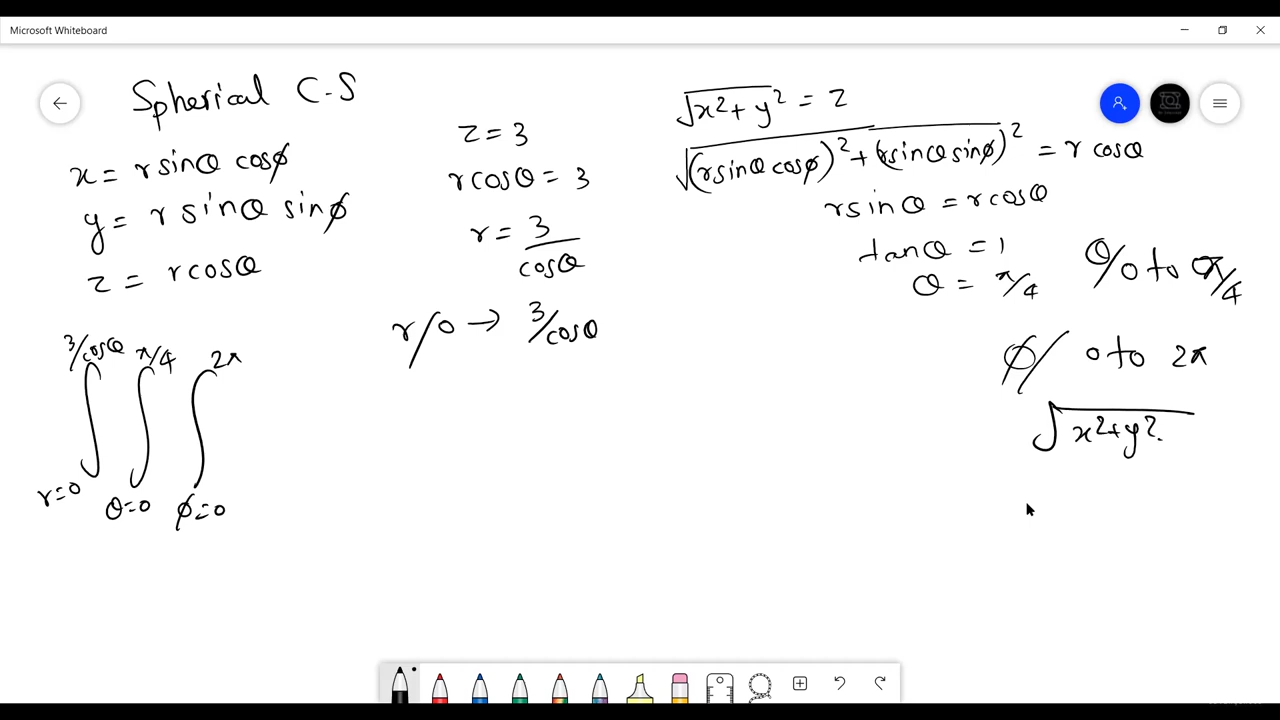 Microsoft Whiteboard
Spherical C-S
x = r sinθ cosϕ
y = r sinθ sinϕ
z = r cosθ
z = 3
r cosθ = 3
r = 3/cosθ
r/0 → 3/cosθ
√x²+y² = z
√(r sinθ cosϕ)² + (r sinθ sinϕ)² = r cosθ
r sinθ = r cosθ
tanθ = 1
θ = π/4
θ/0 to π/4
ϕ/ 0 to 2π
√x²+y²
3/cosθ π/4 2π
∫ ∫ ∫
r=0 θ=0 ϕ=0